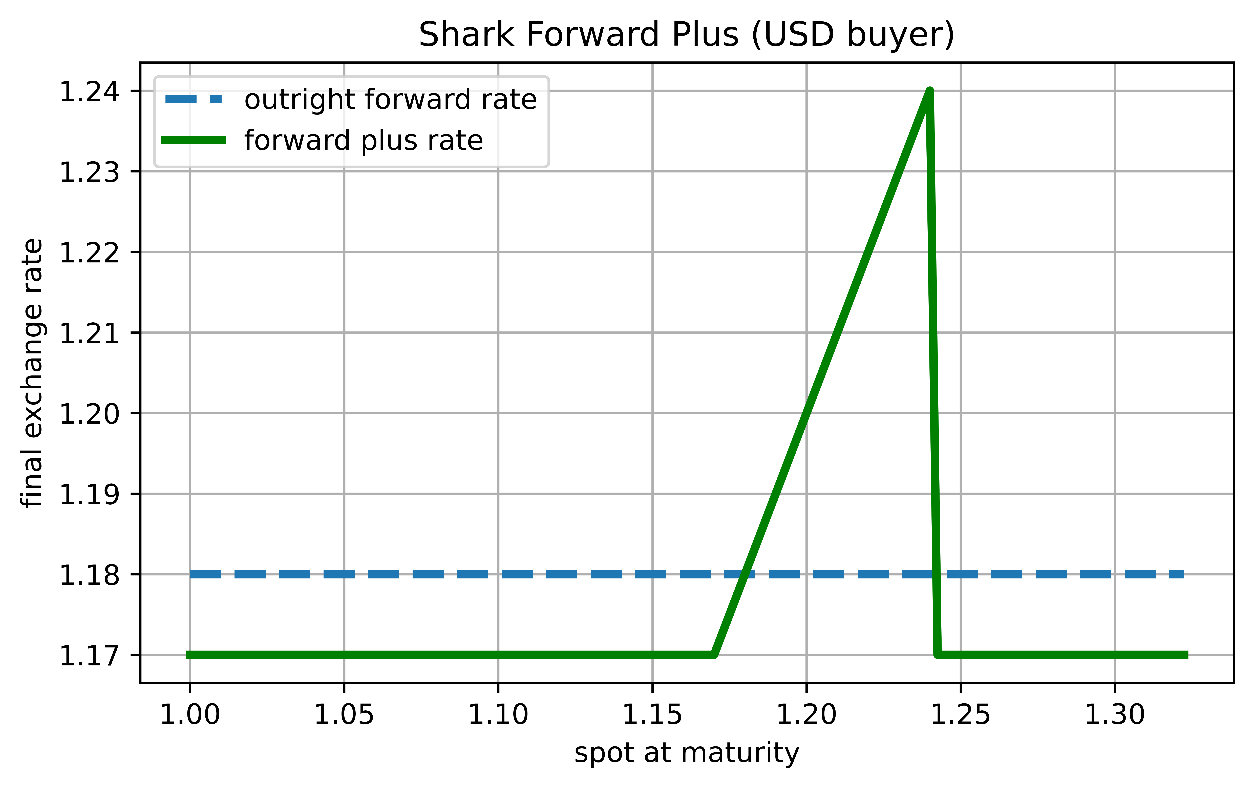 Shark Forward Plus (USD buyer)
outright forward rate
forward plus rate
final exchange rate
1.24
1.23
1.22
1.21
1.20
1.19
1.18
1.17
1.00 1.05 1.10 1.15 1.20 1.25 1.30
spot at maturity